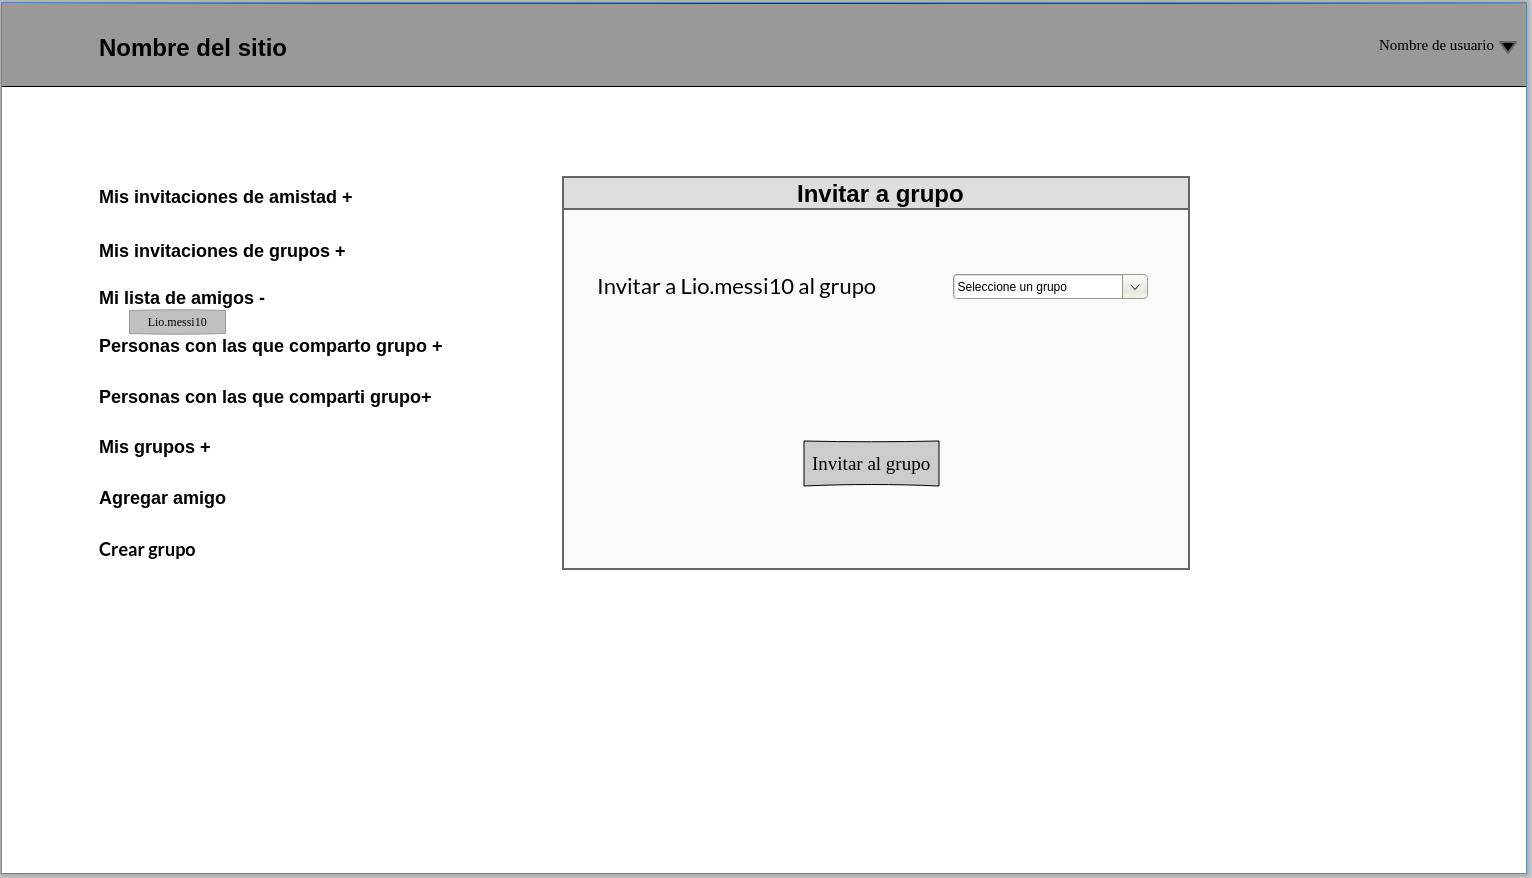 Nombre del sitio
Nombre de usuario
Mis invitaciones de amistad +
Mis invitaciones de grupos +
Mi lista de amigos -
Lio.messi10
Personas con las que comparto grupo +
Personas con las que comparti grupo+
Mis grupos +
Agregar amigo
Crear grupo
Invitar a grupo
Invitar a Lio.messi10 al grupo
Seleccione un grupo
Invitar al grupo